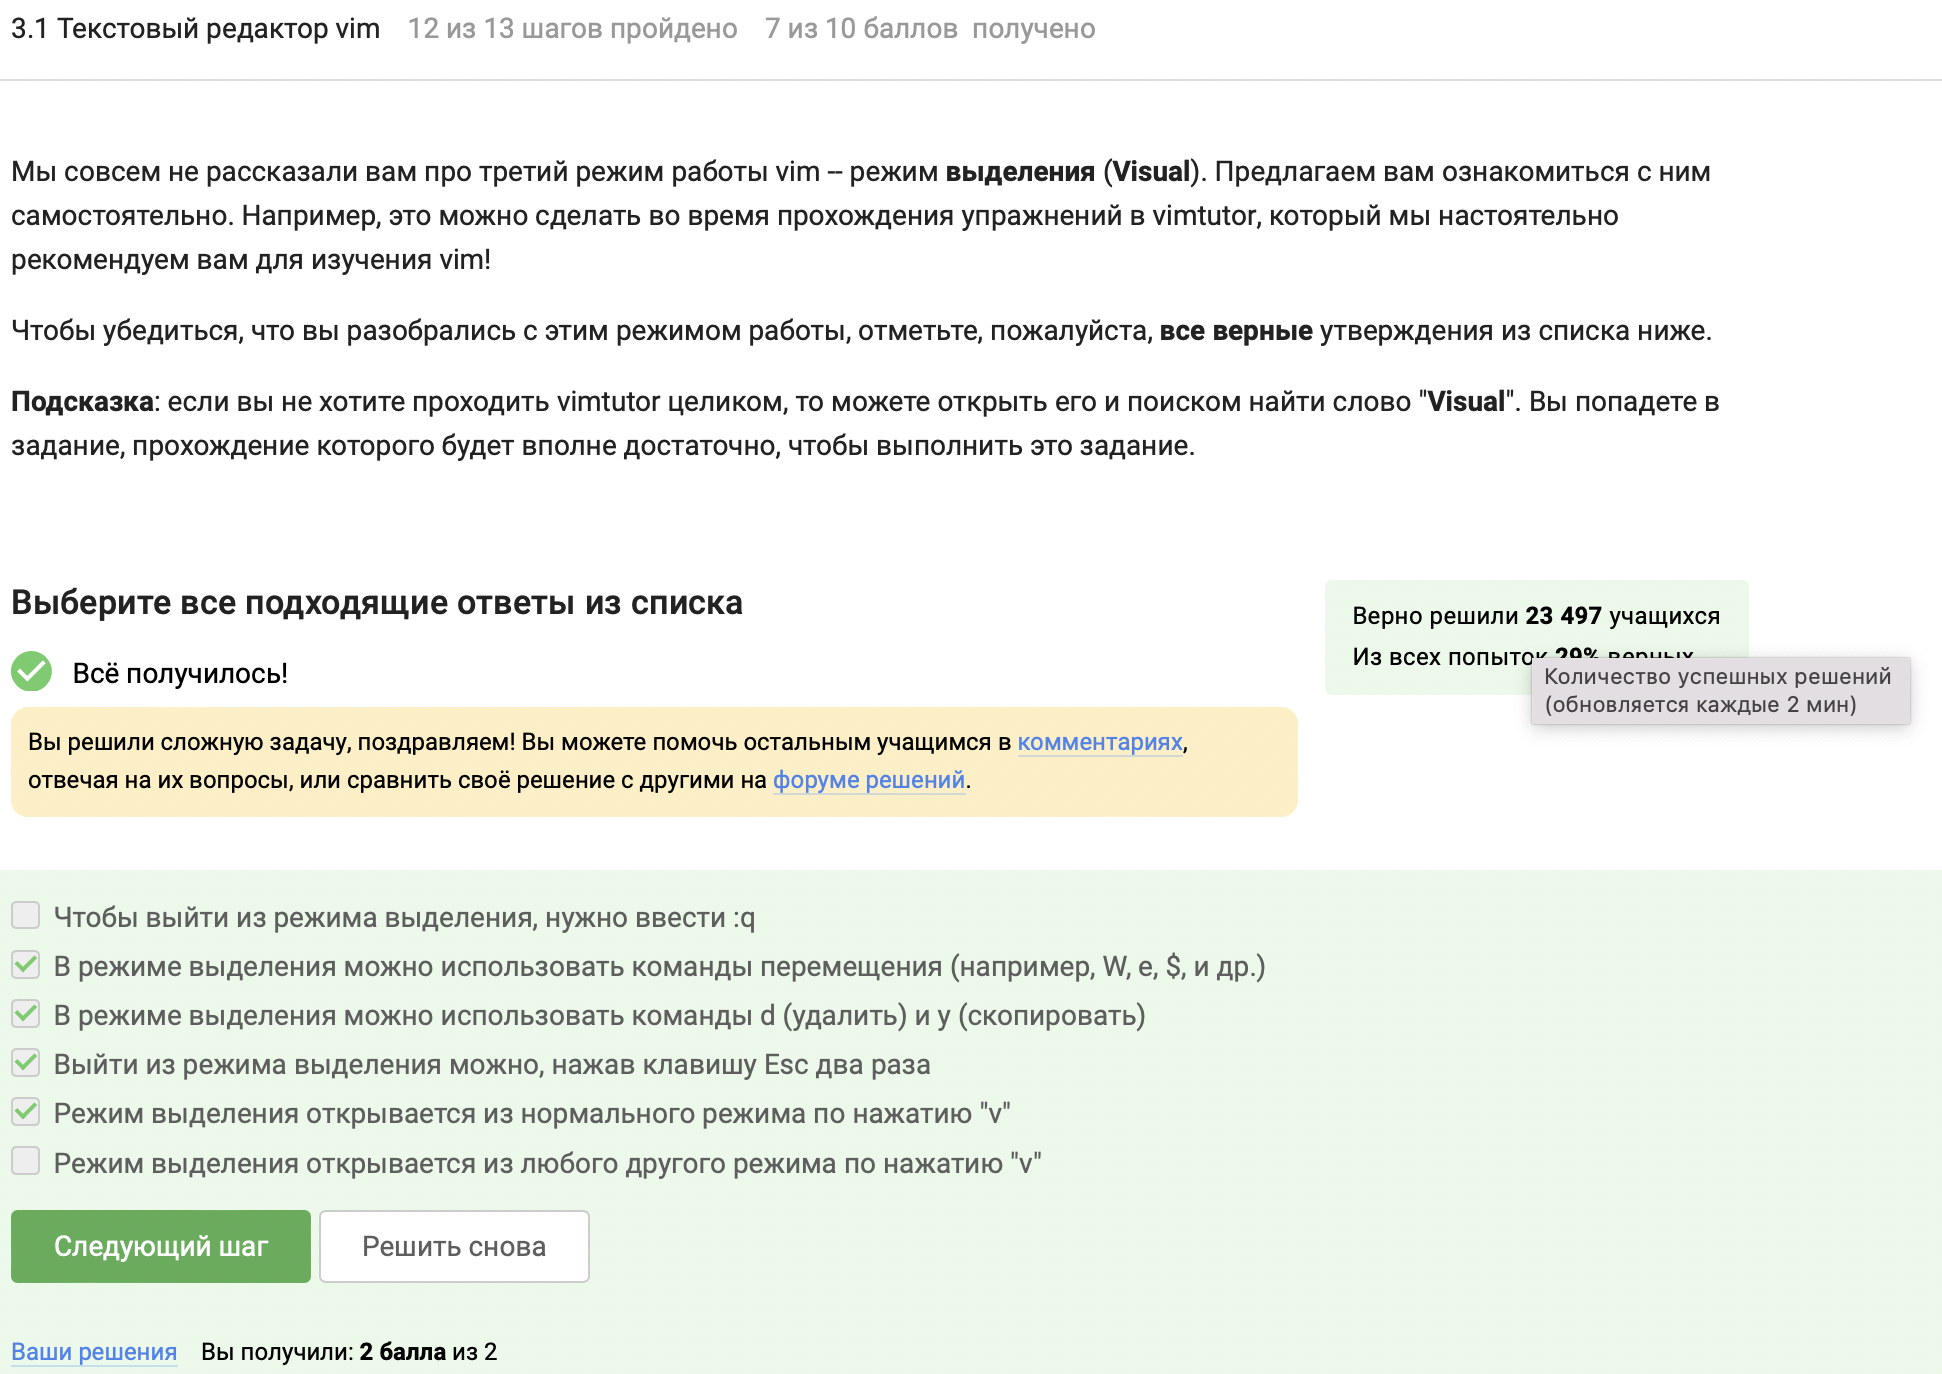 3.1 Текстовый редактор vim 12 из 13 шагов пройдено 7 из 10 баллов получено
Мы совсем не рассказали вам про третий режим работы vim -- режим выделения (Visual). Предлагаем вам ознакомиться с ним
самостоятельно. Например, это можно сделать во время прохождения упражнений в vimtutor, который мы настоятельно
рекомендуем вам для изучения vim!
Чтобы убедиться, что вы разобрались с этим режимом работы, отметьте, пожалуйста, все верные утверждения из списка ниже.
Подсказка: если вы не хотите проходить vimtutor целиком, то можете открыть его и поиском найти слово "Visual". Вы попадете в
задание, прохождение которого будет вполне достаточно, чтобы выполнить это задание.
Выберите все подходящие ответы из списка
Верно решили 23 497 учащихся
Из всех попыток 29% верных
Количество успешных решений
(обновляется каждые 2 мин)
Всё получилось!
Вы решили сложную задачу, поздравляем! Вы можете помочь остальным учащимся в комментариях,
отвечая на их вопросы, или сравнить своё решение с другими на форуме решений.
Чтобы выйти из режима выделения, нужно ввести :q
В режиме выделения можно использовать команды перемещения (например, W, e, $, и др.)
В режиме выделения можно использовать команды d (удалить) и y (скопировать)
Выйти из режима выделения можно, нажав клавишу Esc два раза
Режим выделения открывается из нормального режима по нажатию "v"
Режим выделения открывается из любого другого режима по нажатию "v"
Следующий шаг
Решить снова
Ваши решения Вы получили: 2 балла из 2